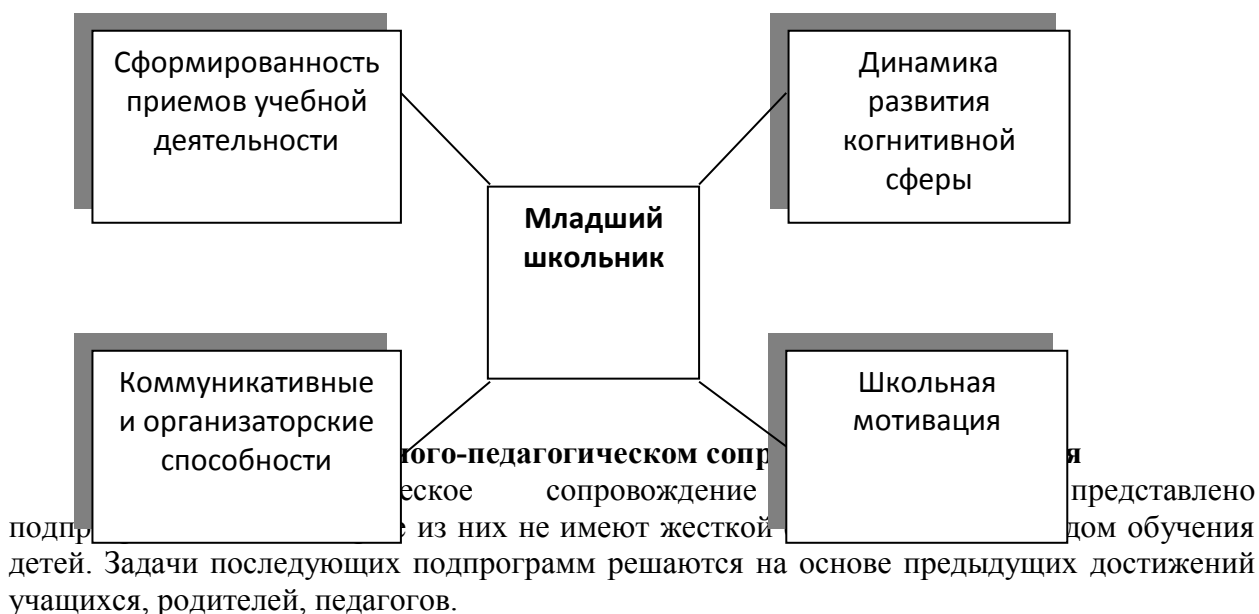 Сформированность
приемов учебной
деятельности
Динамика
развития
когнитивной
сферы
Младший
школьник
Коммуникативные
и организаторские
способности
Школьная
мотивация
ого-педагогическом сопр я
еское сопровождение представлено
подпр из них не имеют жесткой дом обучения
детей. Задачи последующих подпрограмм решаются на основе предыдущих достижений
учащихся, родителей, педагогов.